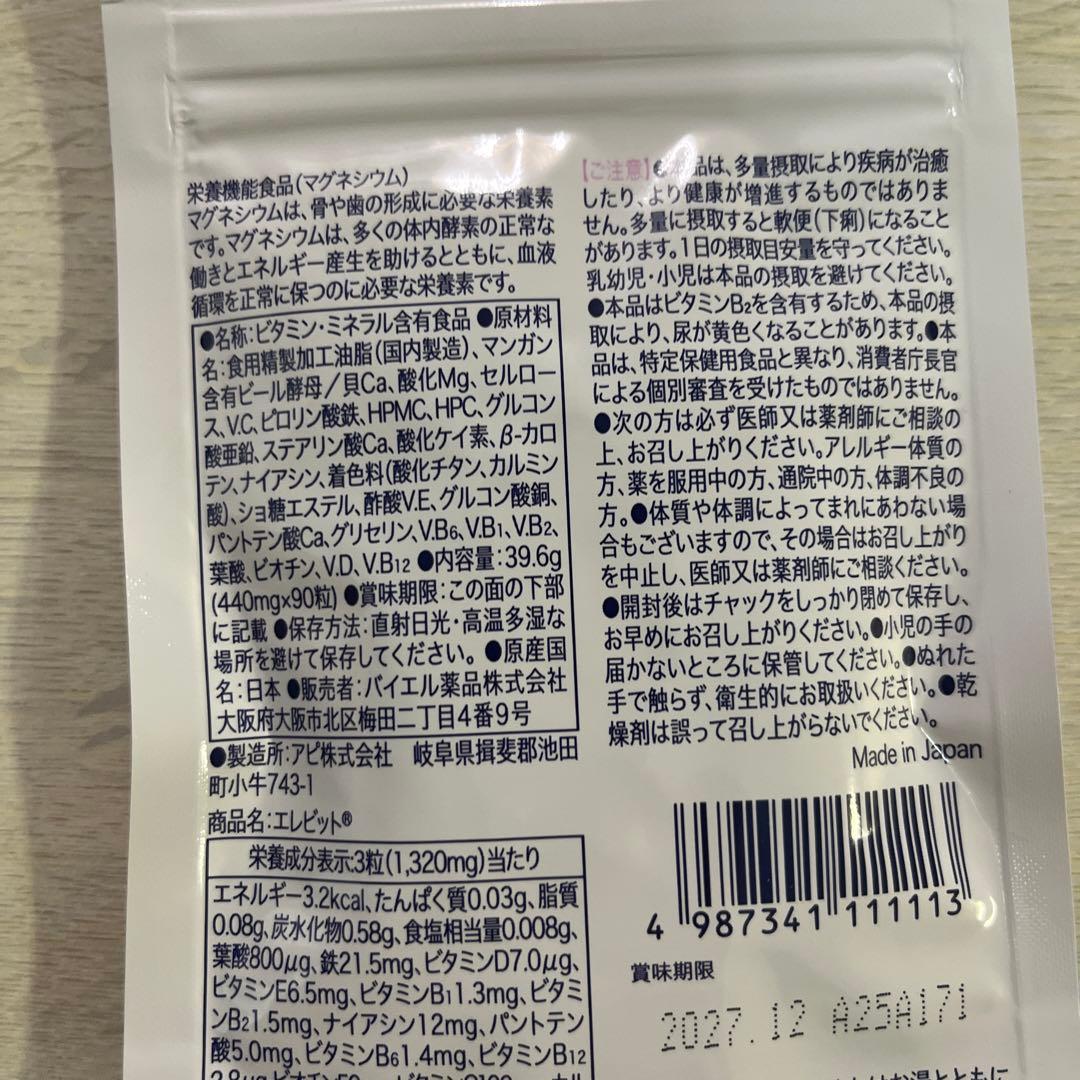 栄養機能食品(マグネシウム)
マグネシウムは、骨や歯の形成に必要な栄養素
です。マグネシウムは、多くの体内酵素の正常な
働きとエネルギー産生を助けるとともに、血液
循環を正常に保つのに必要な栄養素です。
●名称:ビタミン・ミネラル含有食品 ●原材料
名:食用精製加工油脂(国内製造)、マンガン
含有ビール酵母/貝Ca、酸化Mg、セルロー
ス、V.C、ピロリン酸鉄、HPMC、HPC、グルコン
酸亜鉛、ステアリン酸Ca、酸化ケイ素、β-カロ
テン、ナイアシン、着色料(酸化チタン、カルミン
酸)、ショ糖エステル、酢酸V.E、グルコン酸銅、
パントテン酸Ca、グリセリン、V.B6、V.B1、V.B2、
葉酸、ビオチン、V.D、V.B12 ●内容量:39.6g
(440mg×90粒) ●賞味期限:この面の下部
に記載 ●保存方法:直射日光・高温多湿な
場所を避けて保存してください。 ●原産国
名:日本 ●販売者:バイエル薬品株式会社
大阪府大阪市北区梅田二丁目4番9号
●製造所:アピ株式会社 岐阜県揖斐郡池田
町小牛743-1
商品名:エレビット®
栄養成分表示:3粒(1,320mg)当たり
エネルギー3.2kcal、たんぱく質0.03g、脂質
0.08g、炭水化物0.58g、食塩相当量0.008g、
葉酸800μg、鉄21.5mg、ビタミンD7.0μg、
ビタミンE6.5mg、ビタミンB1 1.3mg、ビタミ
ンB2 1.5mg、ナイアシン12mg、パントテン
酸5.0mg、ビタミンB6 1.4mg、ビタミンB12
【ご注意】●本品は、多量摂取により疾病が治癒
したり、より健康が増進するものではありま
せん。多量に摂取すると軟便(下痢)になること
があります。1日の摂取目安量を守ってください。
乳幼児・小児は本品の摂取を避けてください。
●本品はビタミンB2を含有するため、本品の摂
取により、尿が黄色くなることがあります。●本
品は、特定保健用食品と異なり、消費者庁長官
による個別審査を受けたものではありません。
●次の方は必ず医師又は薬剤師にご相談の
上、お召し上がりください。アレルギー体質の
方、薬を服用中の方、通院中の方、体調不良の
方。●体質や体調によってまれにあわない場
合もございますので、その場合はお召し上がり
を中止し、医師又は薬剤師にご相談ください。
●開封後はチャックをしっかり閉めて保存し、
お早めにお召し上がりください。●小児の手の
届かないところに保管してください。●ぬれた
手で触らず、衛生的にお取扱いください。●乾
燥剤は誤って召し上がらないでください。
Made in Japan
4 987341 111113
賞味期限
2027.12 A25A171